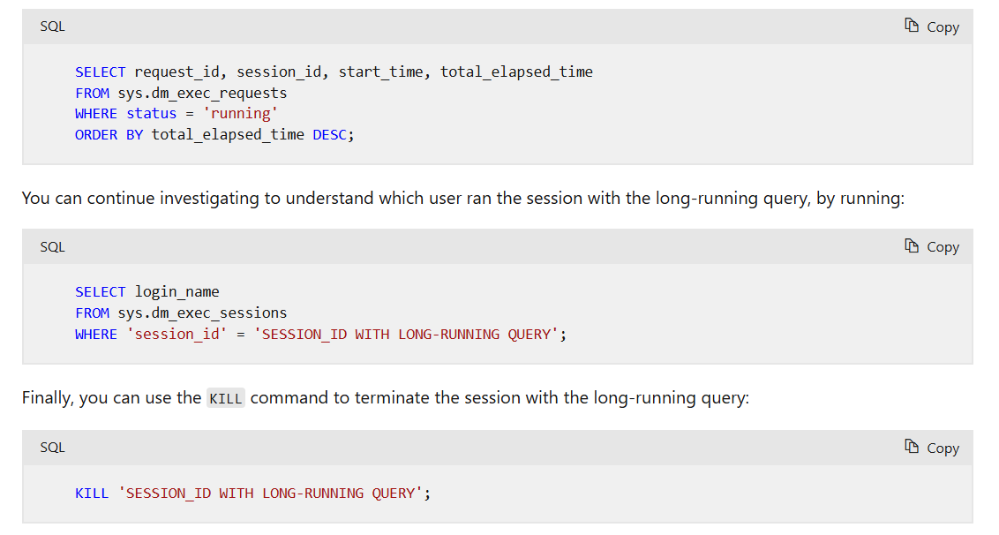 SQL
Copy
SELECT request_id, session_id, start_time, total_elapsed_time
FROM sys.dm_exec_requests
WHERE status = 'running'
ORDER BY total_elapsed_time DESC;
You can continue investigating to understand which user ran the session with the long-running query, by running:
SQL
Copy
SELECT login_name
FROM sys.dm_exec_sessions
WHERE 'session_id' = 'SESSION_ID WITH LONG-RUNNING QUERY';
Finally, you can use the KILL command to terminate the session with the long-running query:
SQL
Copy
KILL 'SESSION_ID WITH LONG-RUNNING QUERY';